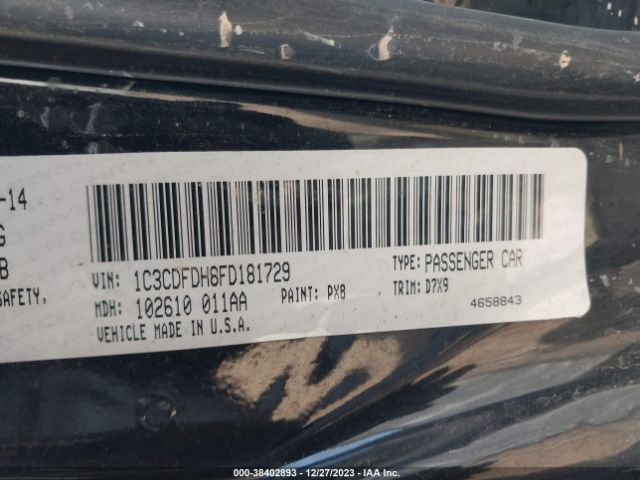 -14
G
B
SAFETY,
VIN: 1C3CDFDH8FD181729
TYPE: PASSENGER CAR
MDH: 102610 011AA
PAINT: PX8
TRIM: D7X9
VEHICLE MADE IN U.S.A.
4658843
000-38402893 - 12/27/2023 - IAA Inc.